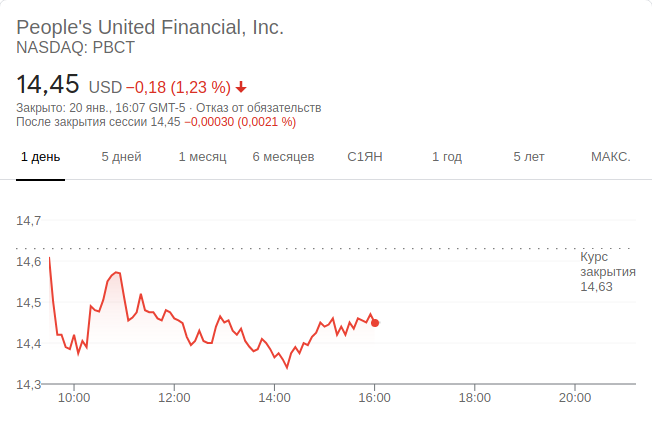 People's United Financial, Inc.
NASDAQ: PBCT
14,45 USD −0,18 (1,23 %)
Закрыто: 20 янв., 16:07 GMT-5 · Отказ от обязательств
После закрытия сессии 14,45 −0,00030 (0,0021 %)
1 день 5 дней 1 месяц 6 месяцев С1ЯН 1 год 5 лет МАКС.
14,7
14,6
14,5
14,4
14,3
Курс
закрытия
14,63
10:00 12:00 14:00 16:00 18:00 20:00